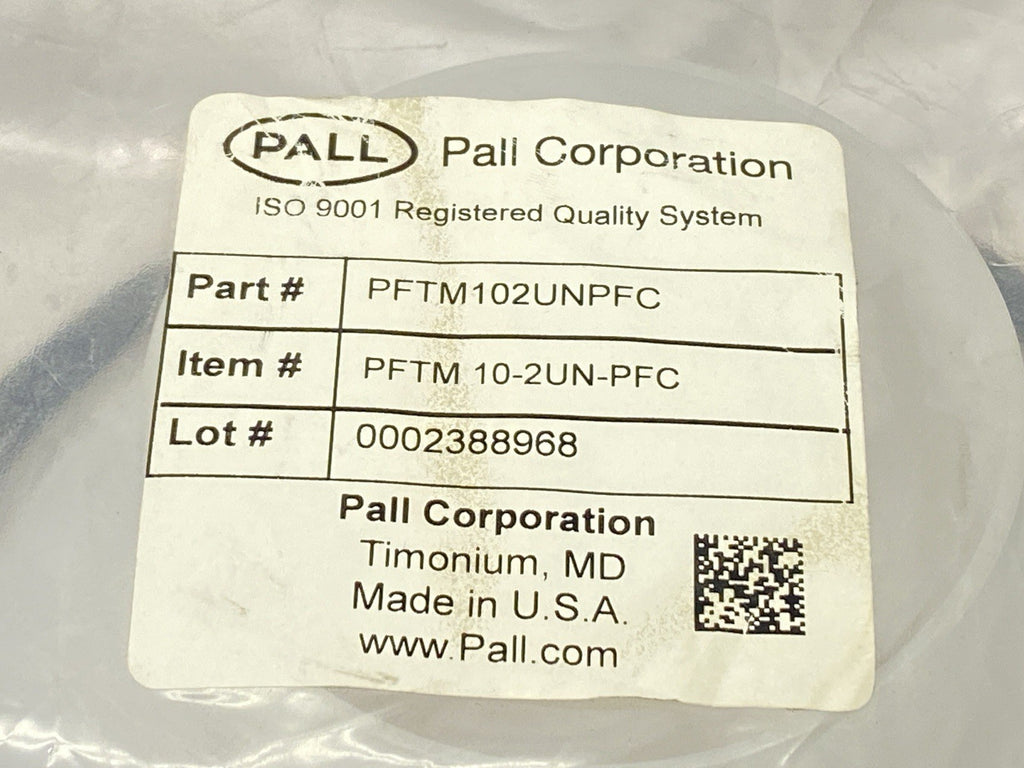 PALL Pall Corporation
ISO 9001 Registered Quality System
Part # PFTM102UNPFC
Item # PFTM 10-2UN-PFC
Lot # 0002388968
Pall Corporation
Timonium, MD
Made in U.S.A.
www.Pall.com